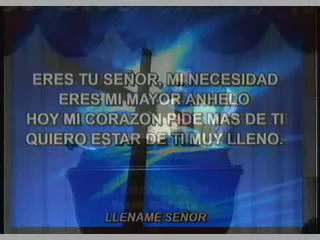 ERES TU SEÑOR, MI NECESIDAD
ERES MI MAYOR ANHELO
HOY MI CORAZON PIDE MAS DE TI
QUIERO ESTAR DE TI MUY LLENO.
LLENAME SEÑOR